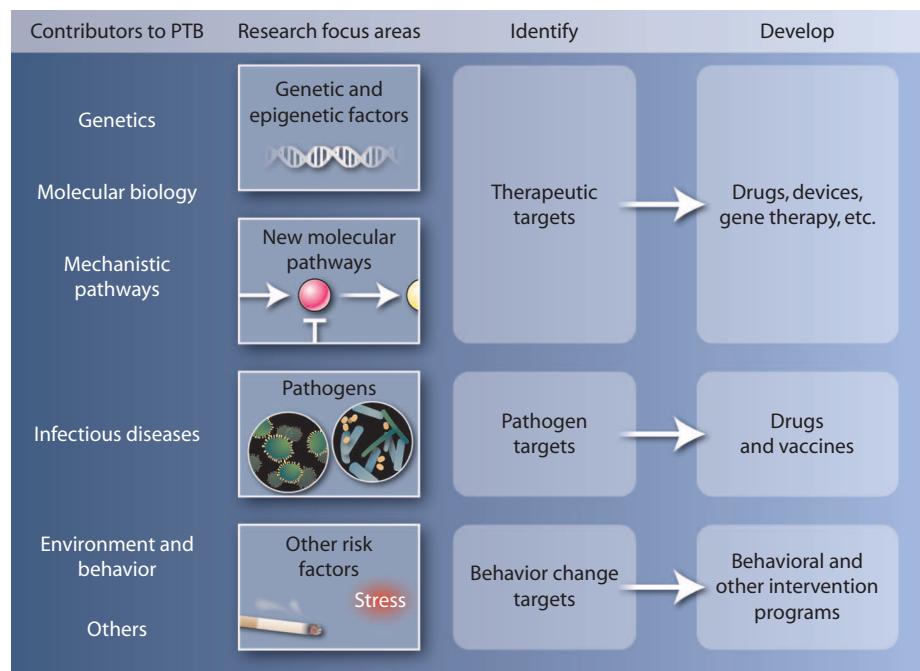 Contributors to PTB
Research focus areas
Identify
Develop
Genetics
Molecular biology
Mechanistic
pathways
Genetic and
epigenetic factors
New molecular
pathways
Therapeutic
targets
Drugs, devices,
gene therapy, etc.
Infectious diseases
Pathogens
Pathogen
targets
Drugs
and vaccines
Environment and
behavior
Others
Other risk
factors
Stress
Behavior change
targets
Behavioral and
other intervention
programs